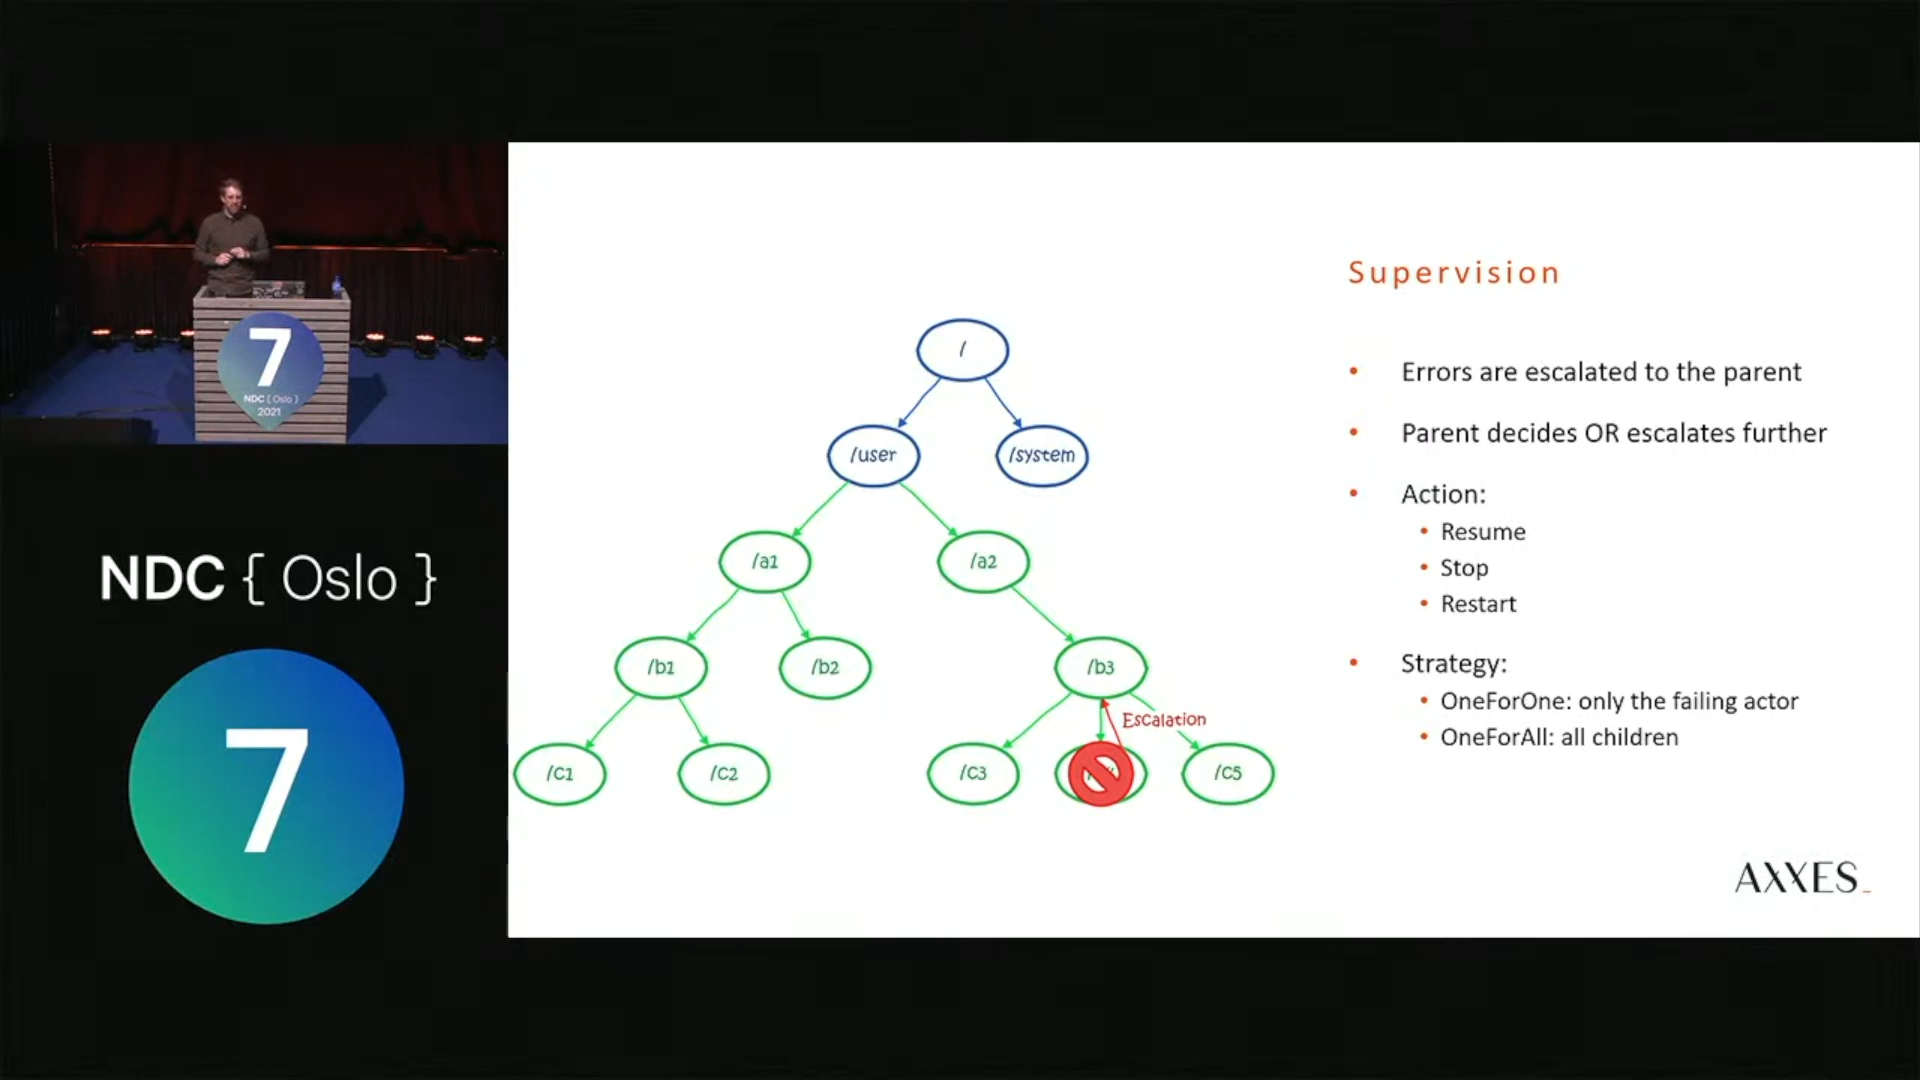 7
NDC { Oslo }
2021
NDC { Oslo }
7
Supervision
• Errors are escalated to the parent
• Parent decides OR escalates further
• Action:
• Resume
• Stop
• Restart
• Strategy:
• OneForOne: only the failing actor
• OneForAll: all children
/
/user
/system
/a1
/a2
/b1
/b2
/b3
Escalation
/c1
/c2
/c3
/c5
AXXES_